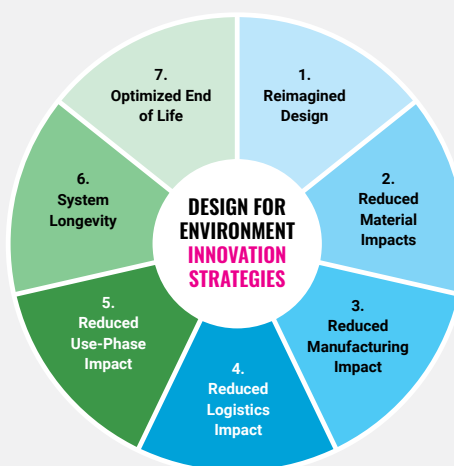 DESIGN FOR
ENVIRONMENT
INNOVATION
STRATEGIES
1.
Reimagined
Design
2.
Reduced
Material
Impacts
3.
Reduced
Manufacturing
Impact
4.
Reduced
Logistics
Impact
5.
Reduced
Use-Phase
Impact
6.
System
Longevity
7.
Optimized End
of Life